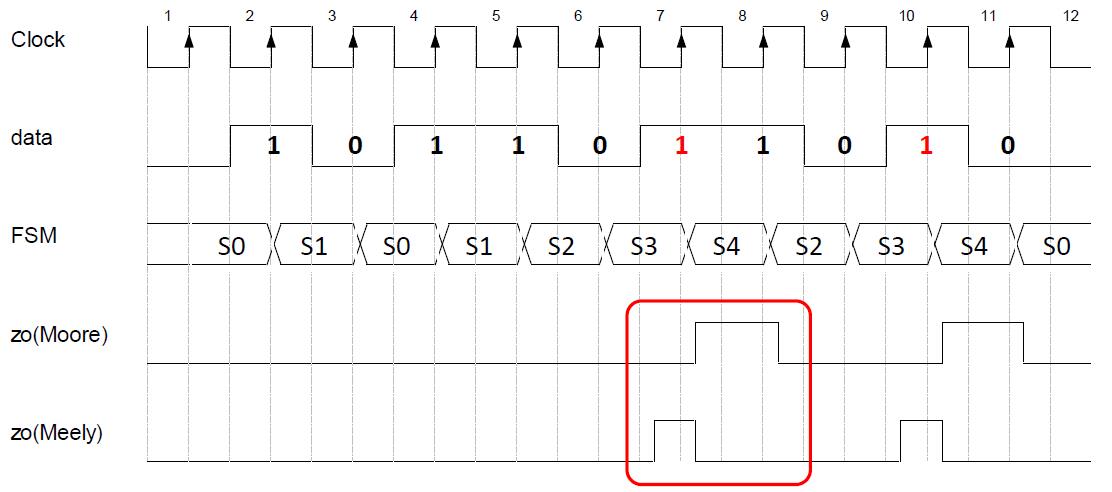 1 2 3 4 5 6 7 8 9 10 11 12
Clock
data 1 0 1 1 0 1 1 0 1 0
FSM S0 S1 S0 S1 S2 S3 S4 S2 S3 S4 S0
zo(Moore)
zo(Meely)